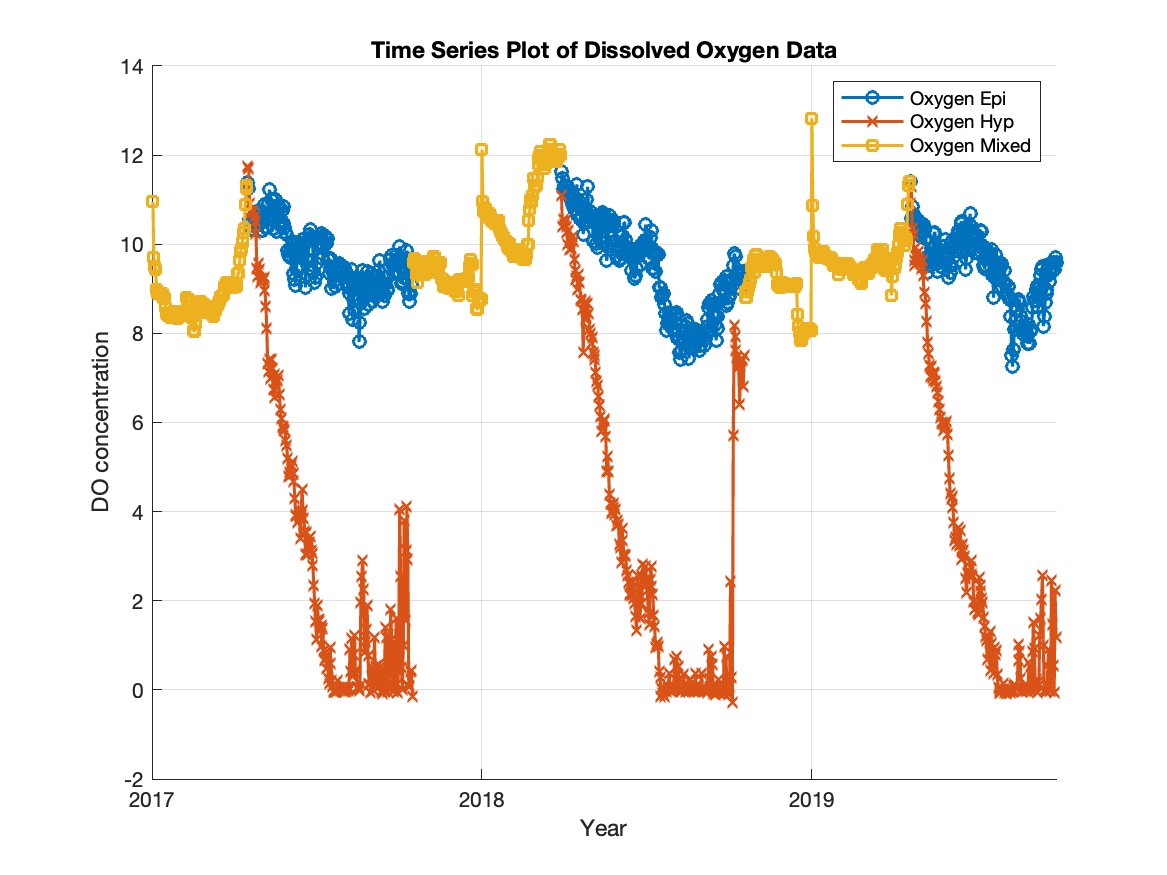 Time Series Plot of Dissolved Oxygen Data
14
12
10
8
6
4
2
0
-2
DO concentration
Oxygen Epi
Oxygen Hyp
Oxygen Mixed
2017
2018
2019
Year